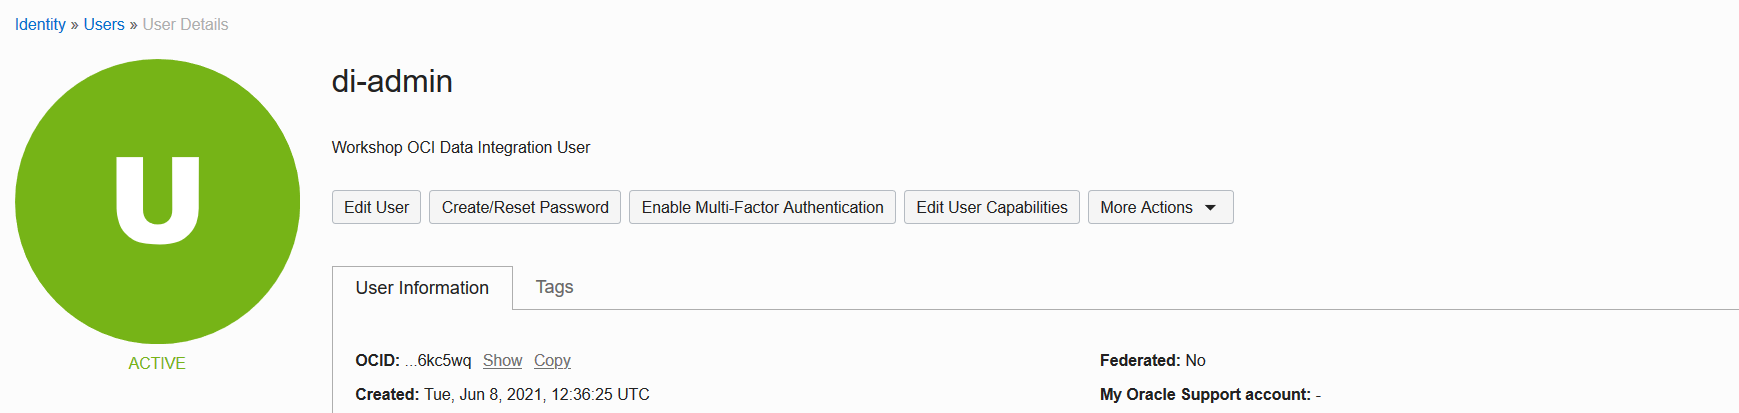 Identity » Users » User Details
U
ACTIVE
di-admin
Workshop OCI Data Integration User
Edit User Create/Reset Password Enable Multi-Factor Authentication Edit User Capabilities More Actions
User Information Tags
OCID: ...6kc5wq Show Copy Federated: No
Created: Tue, Jun 8, 2021, 12:36:25 UTC My Oracle Support account: -